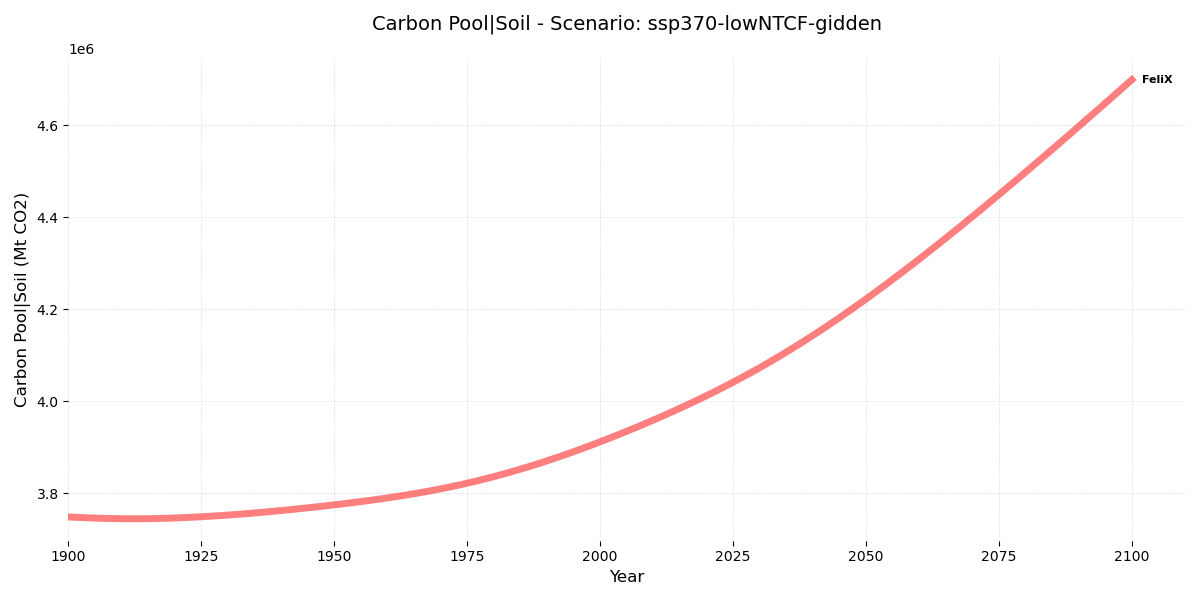 Carbon Pool|Soil - Scenario: ssp370-lowNTCF-gidden
1e6
FeliX
4.6
4.4
4.2
4.0
3.8
Carbon Pool|Soil (Mt CO2)
1900 1925 1950 1975 2000 2025 2050 2075 2100
Year